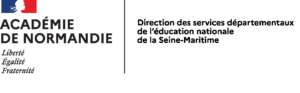 ACADÉMIE
DE NORMANDIE
Liberté
Égalité
Fraternité
Direction des services départementaux
de l'éducation nationale
de la Seine-Maritime